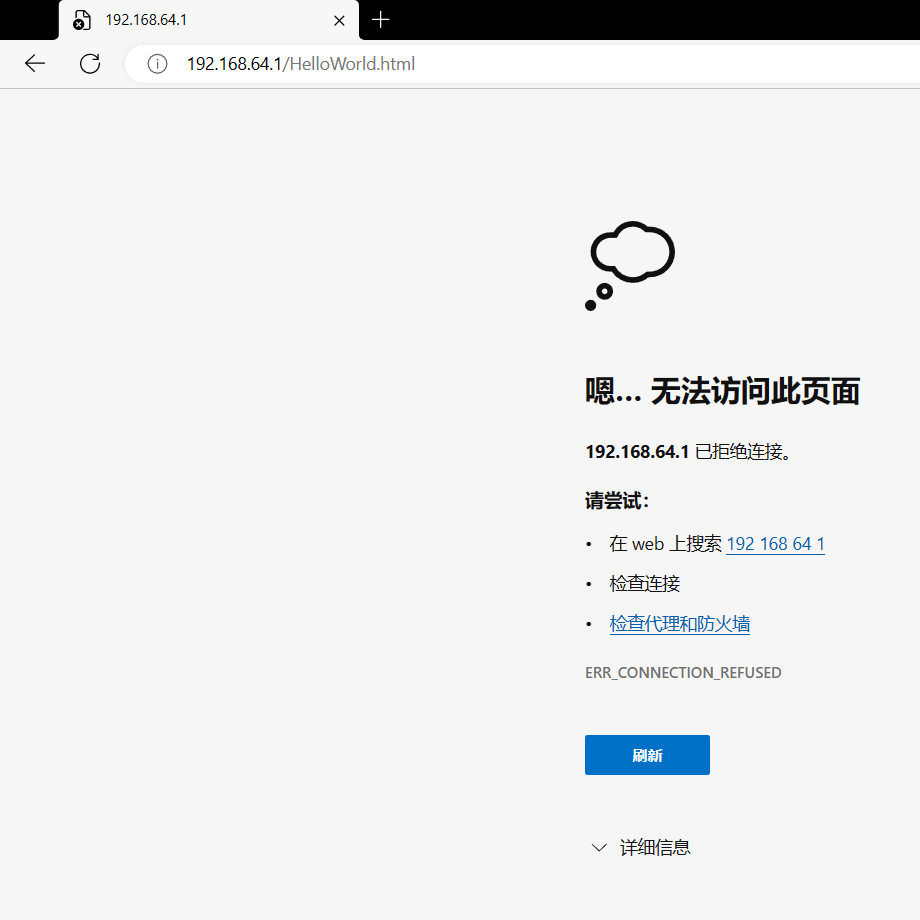 192.168.64.1
192.168.64.1/HelloWorld.html
嗯… 无法访问此页面
192.168.64.1 已拒绝连接。
请尝试：
• 在 web 上搜索 192 168 64 1
• 检查连接
• 检查代理和防火墙
ERR_CONNECTION_REFUSED
刷新
详细信息